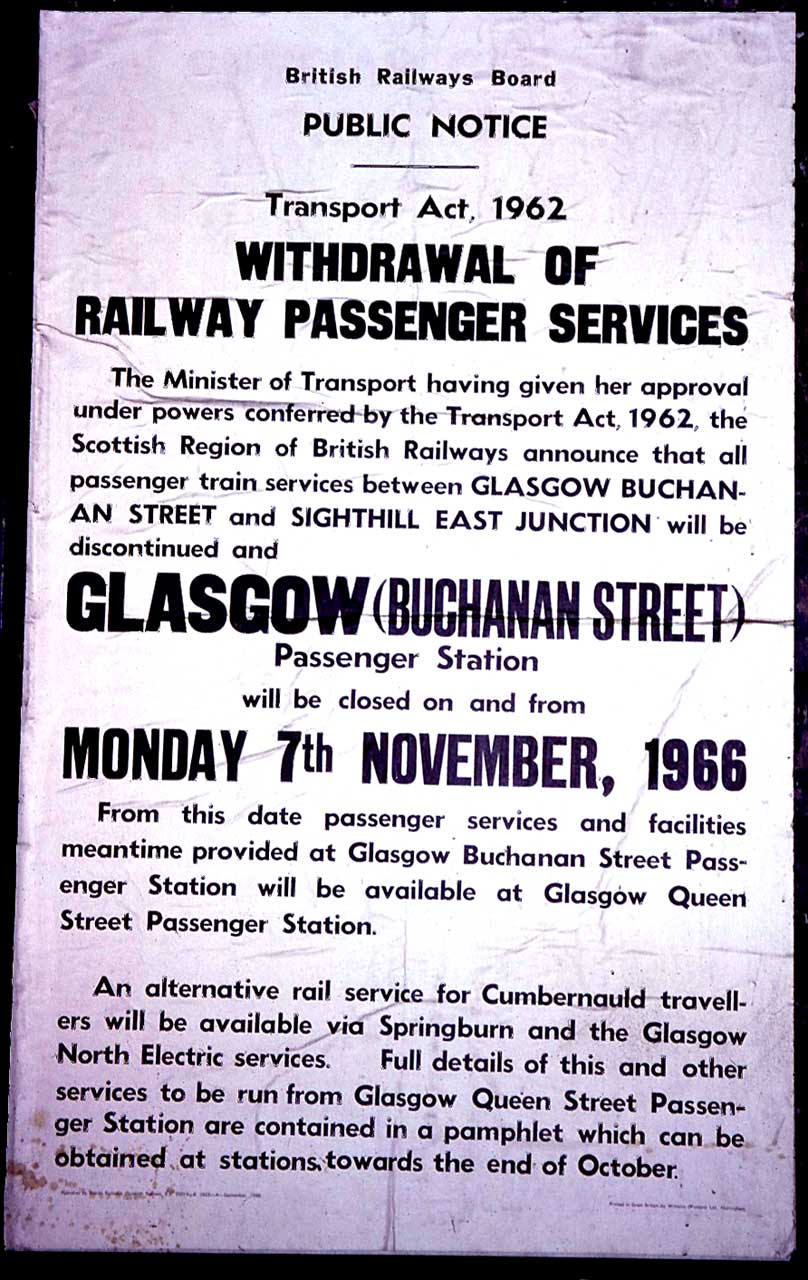 British Railways Board
PUBLIC NOTICE
Transport Act, 1962
WITHDRAWAL OF
RAILWAY PASSENGER SERVICES
The Minister of Transport having given her approval
under powers conferred by the Transport Act, 1962, the
Scottish Region of British Railways announce that all
passenger train services between GLASGOW BUCHAN-
AN STREET and SIGHTHILL EAST JUNCTION will be
discontinued and
GLASGOW (BUCHANAN STREET)
Passenger Station
will be closed on and from
MONDAY 7th NOVEMBER, 1966
From this date passenger services and facilities
meantime provided at Glasgow Buchanan Street Pass-
enger Station will be available at Glasgow Queen
Street Passenger Station.
An alternative rail service for Cumbernauld travell-
ers will be available via Springburn and the Glasgow
North Electric services. Full details of this and other
services to be run from Glasgow Queen Street Passen-
ger Station are contained in a pamphlet which can be
obtained at stations towards the end of October.